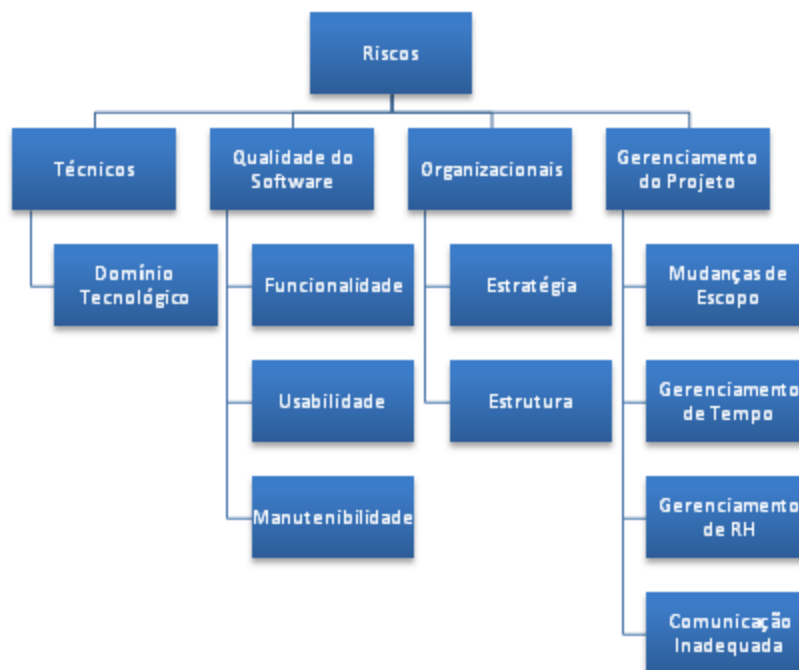 Riscos
Técnicos
Qualidade do
Software
Organizacionais
Gerenciamento
do Projeto
Domínio
Tecnológico
Funcionalidade
Usabilidade
Manutenibilidade
Estratégia
Estrutura
Mudanças de
Escopo
Gerenciamento
de Tempo
Gerenciamento
de RH
Comunicação
Inadequada